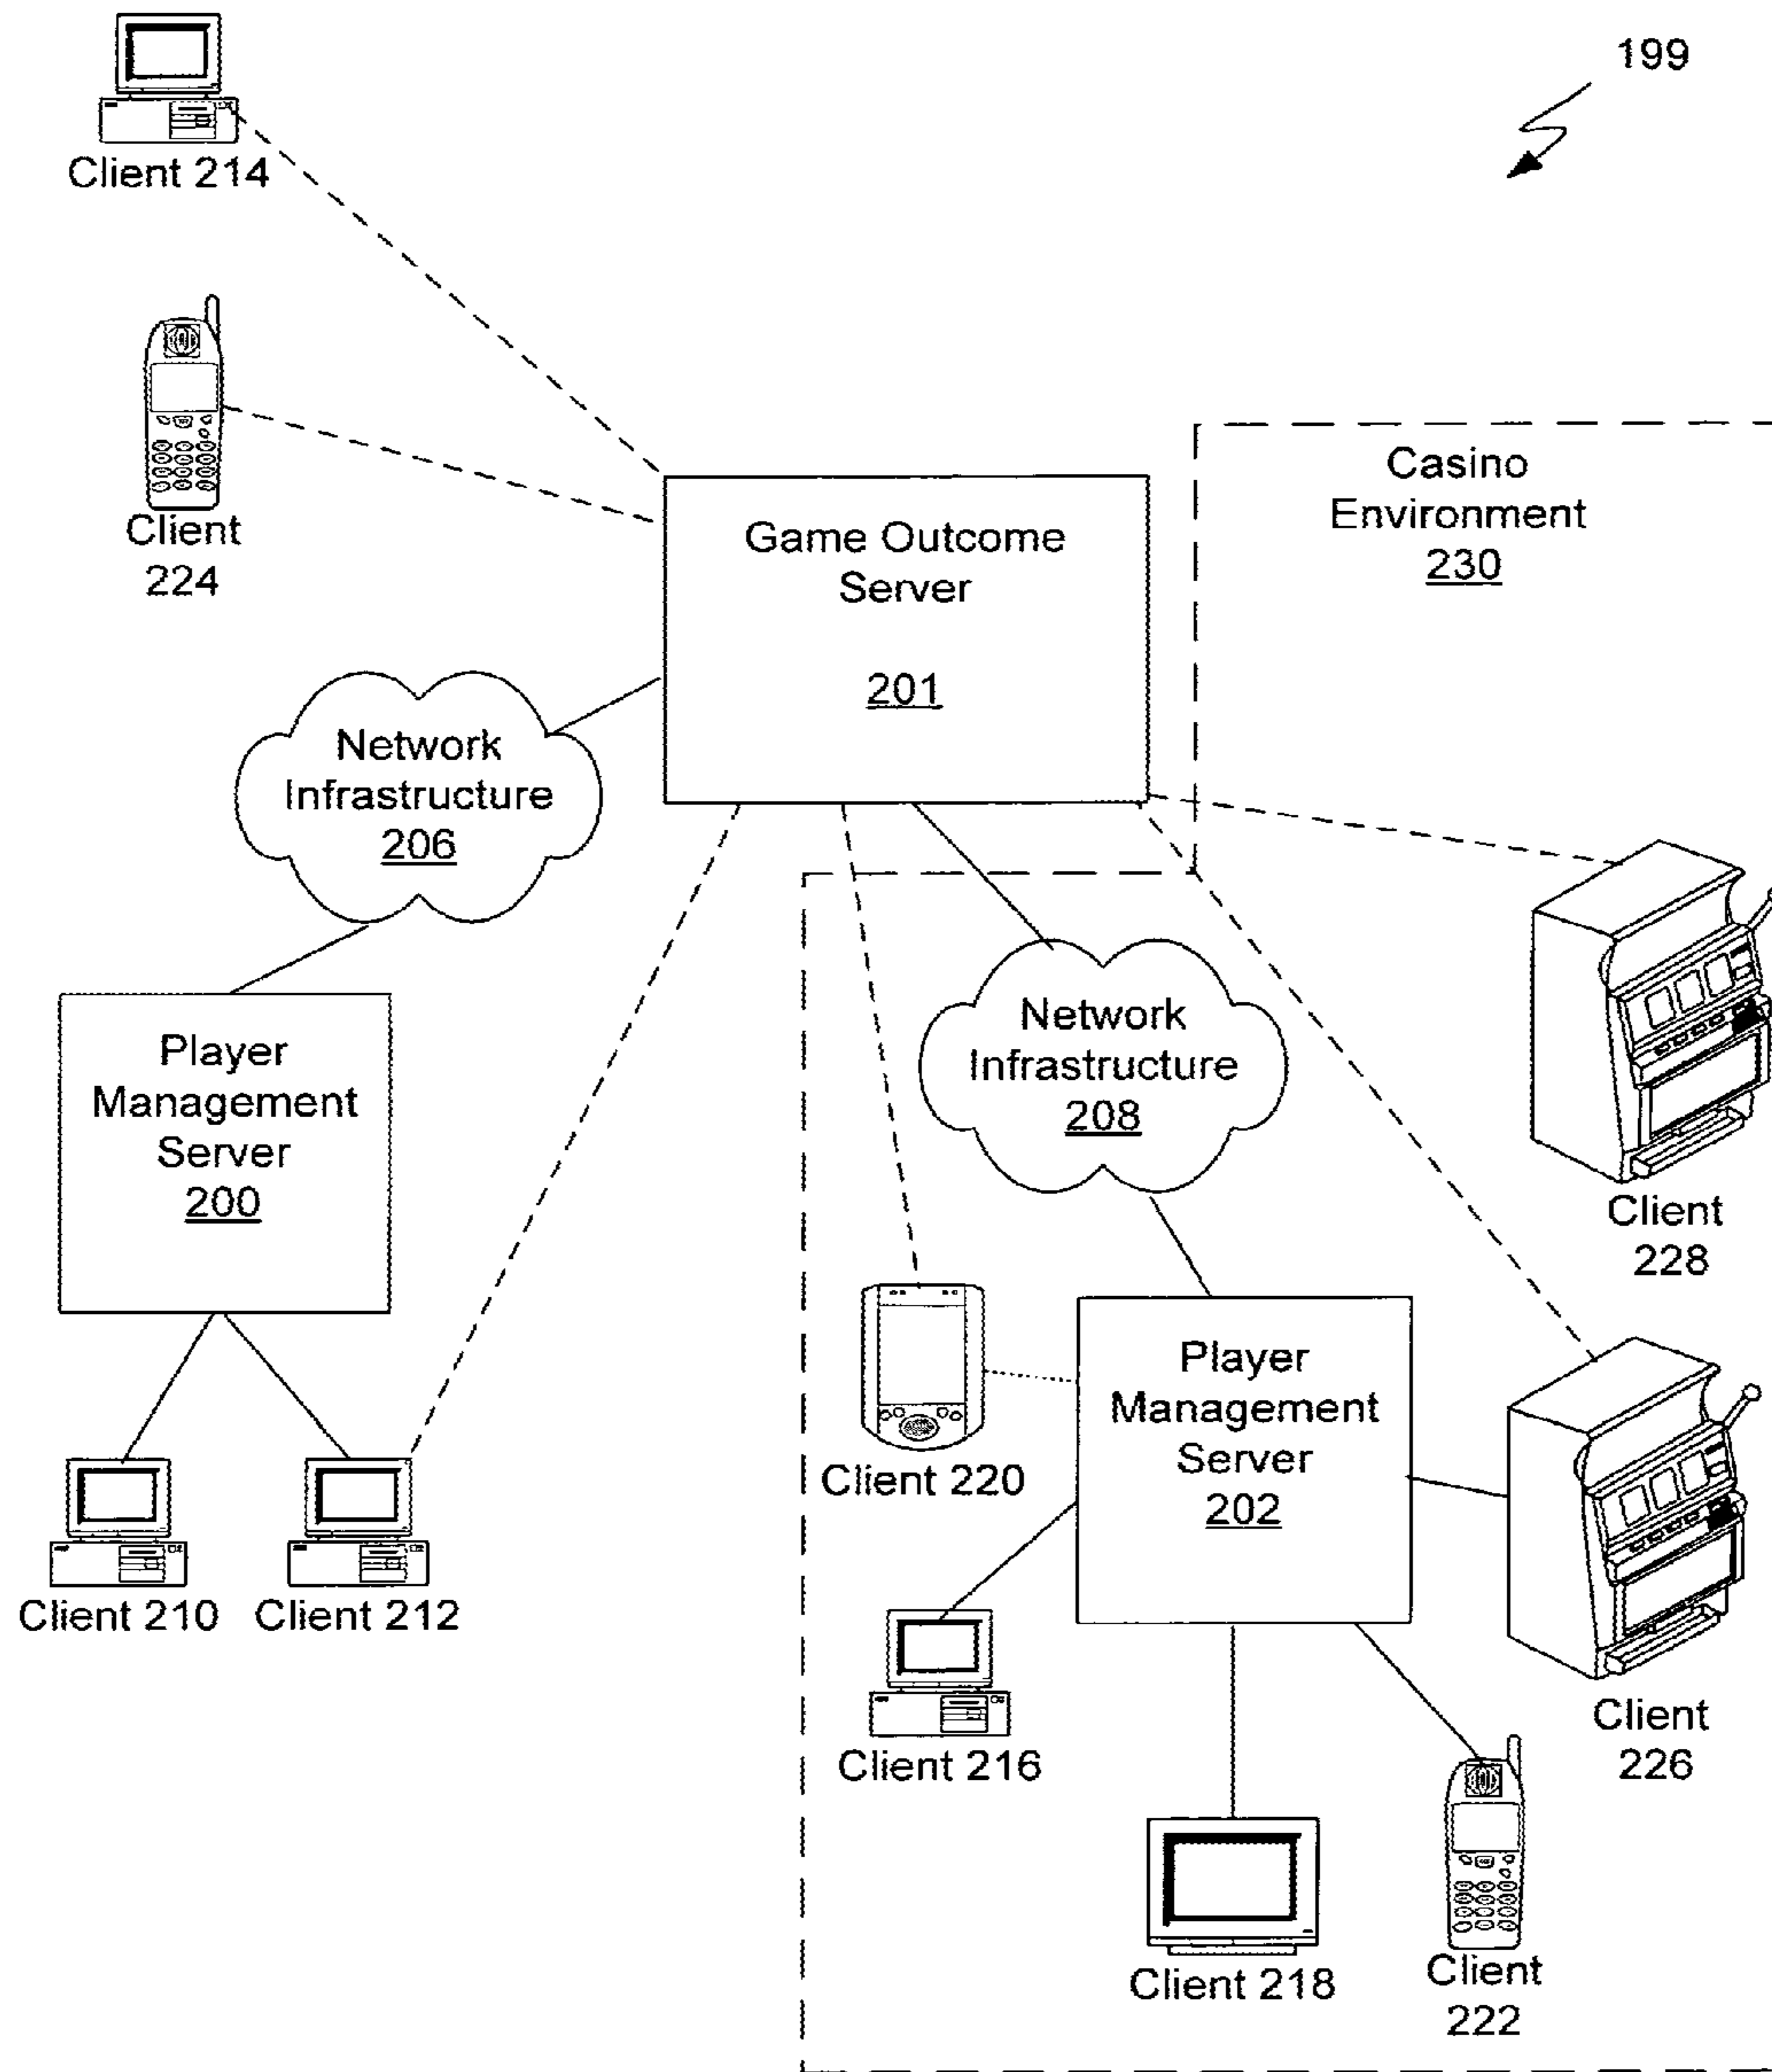 199
Client 214
Client
224
Game Outcome
Server
201
Casino
Environment
230
Network
Infrastructure
206
Network
Infrastructure
208
Player
Management
Server
200
Client
228
Client 220
Player
Management
Server
202
Client 210
Client 212
Client 216
Client
226
Client 218
Client
222